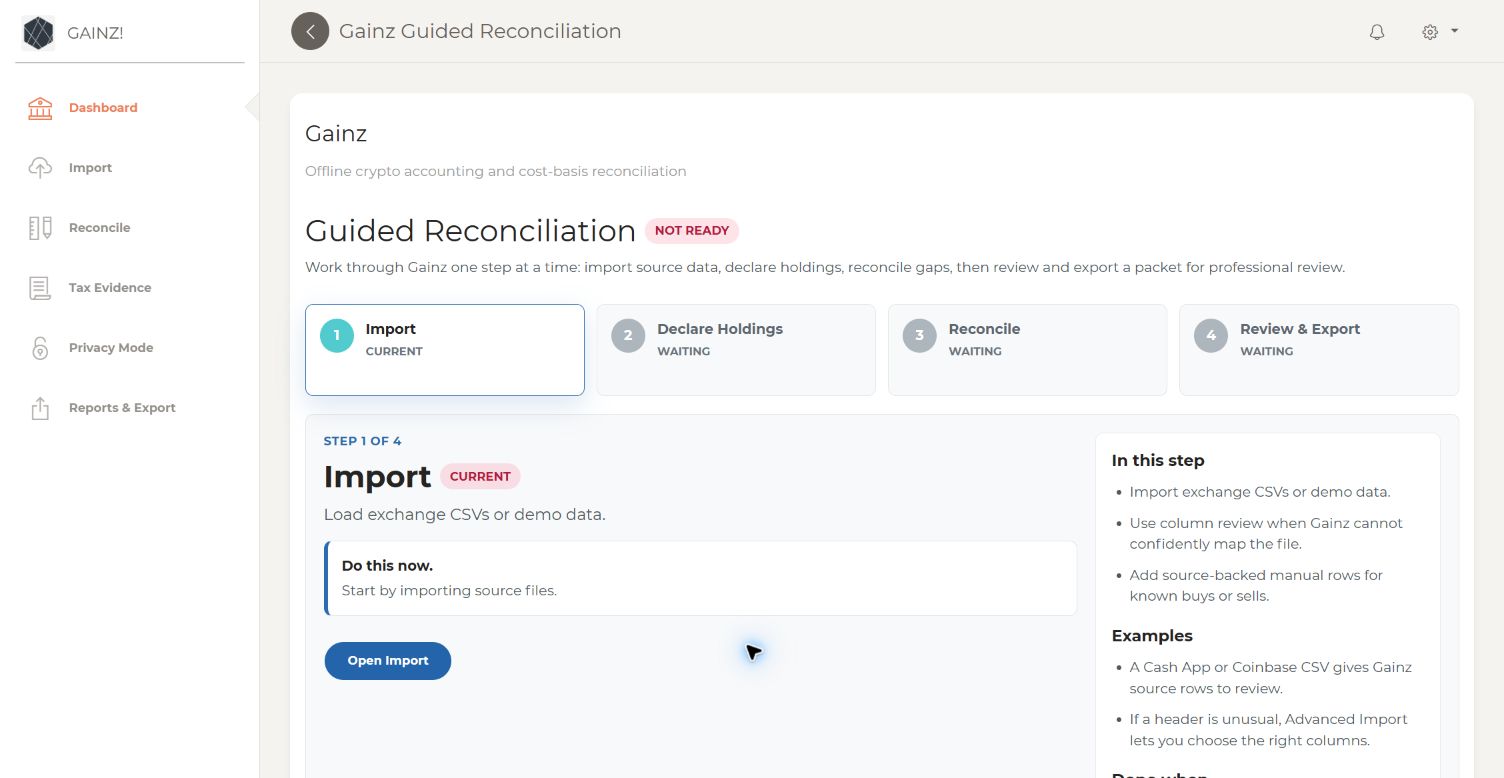 GAINZ!
Gainz Guided Reconciliation
Dashboard
Import
Reconcile
Tax Evidence
Privacy Mode
Reports & Export
Gainz
Offline crypto accounting and cost-basis reconciliation
Guided Reconciliation NOT READY
Work through Gainz one step at a time: import source data, declare holdings, reconcile gaps, then review and export a packet for professional review.
1 Import
CURRENT
2 Declare Holdings
WAITING
3 Reconcile
WAITING
4 Review & Export
WAITING
STEP 1 OF 4
Import CURRENT
Load exchange CSVs or demo data.
Do this now.
Start by importing source files.
Open Import
In this step
Import exchange CSVs or demo data.
Use column review when Gainz cannot
confidently map the file.
Add source-backed manual rows for
known buys or sells.
Examples
A Cash App or Coinbase CSV gives Gainz
source rows to review.
If a header is unusual, Advanced Import
lets you choose the right columns.
Done when